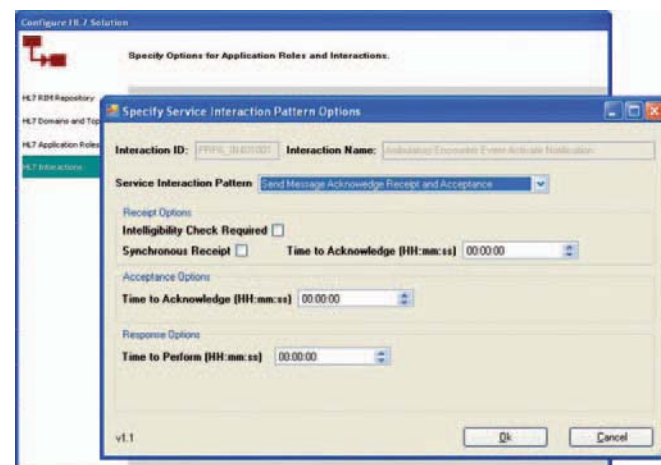 Configure HL7 Solution
Specify Options for Application Roles and Interactions.
HL7 RIM Repository
HL7 Domains and Top
HL7 Application Roles
HL7 Interactions
Specify Service Interaction Pattern Options
Interaction ID: Interaction Name: Ambulatory Encounter Event Activate Notification
Service Interaction Pattern Send Message Acknowedge Receipt and Acceptance
Receipt Options
Intelligibility Check Required
Synchronous Receipt Time to Acknowledge (HH:mm:ss) 00:00:00
Acceptance Options
Time to Acknowledge (HH:mm:ss) 00:00:00
Response Options
Time to Perform (HH:mm:ss) 00:00:00
v1.1 Ok Cancel